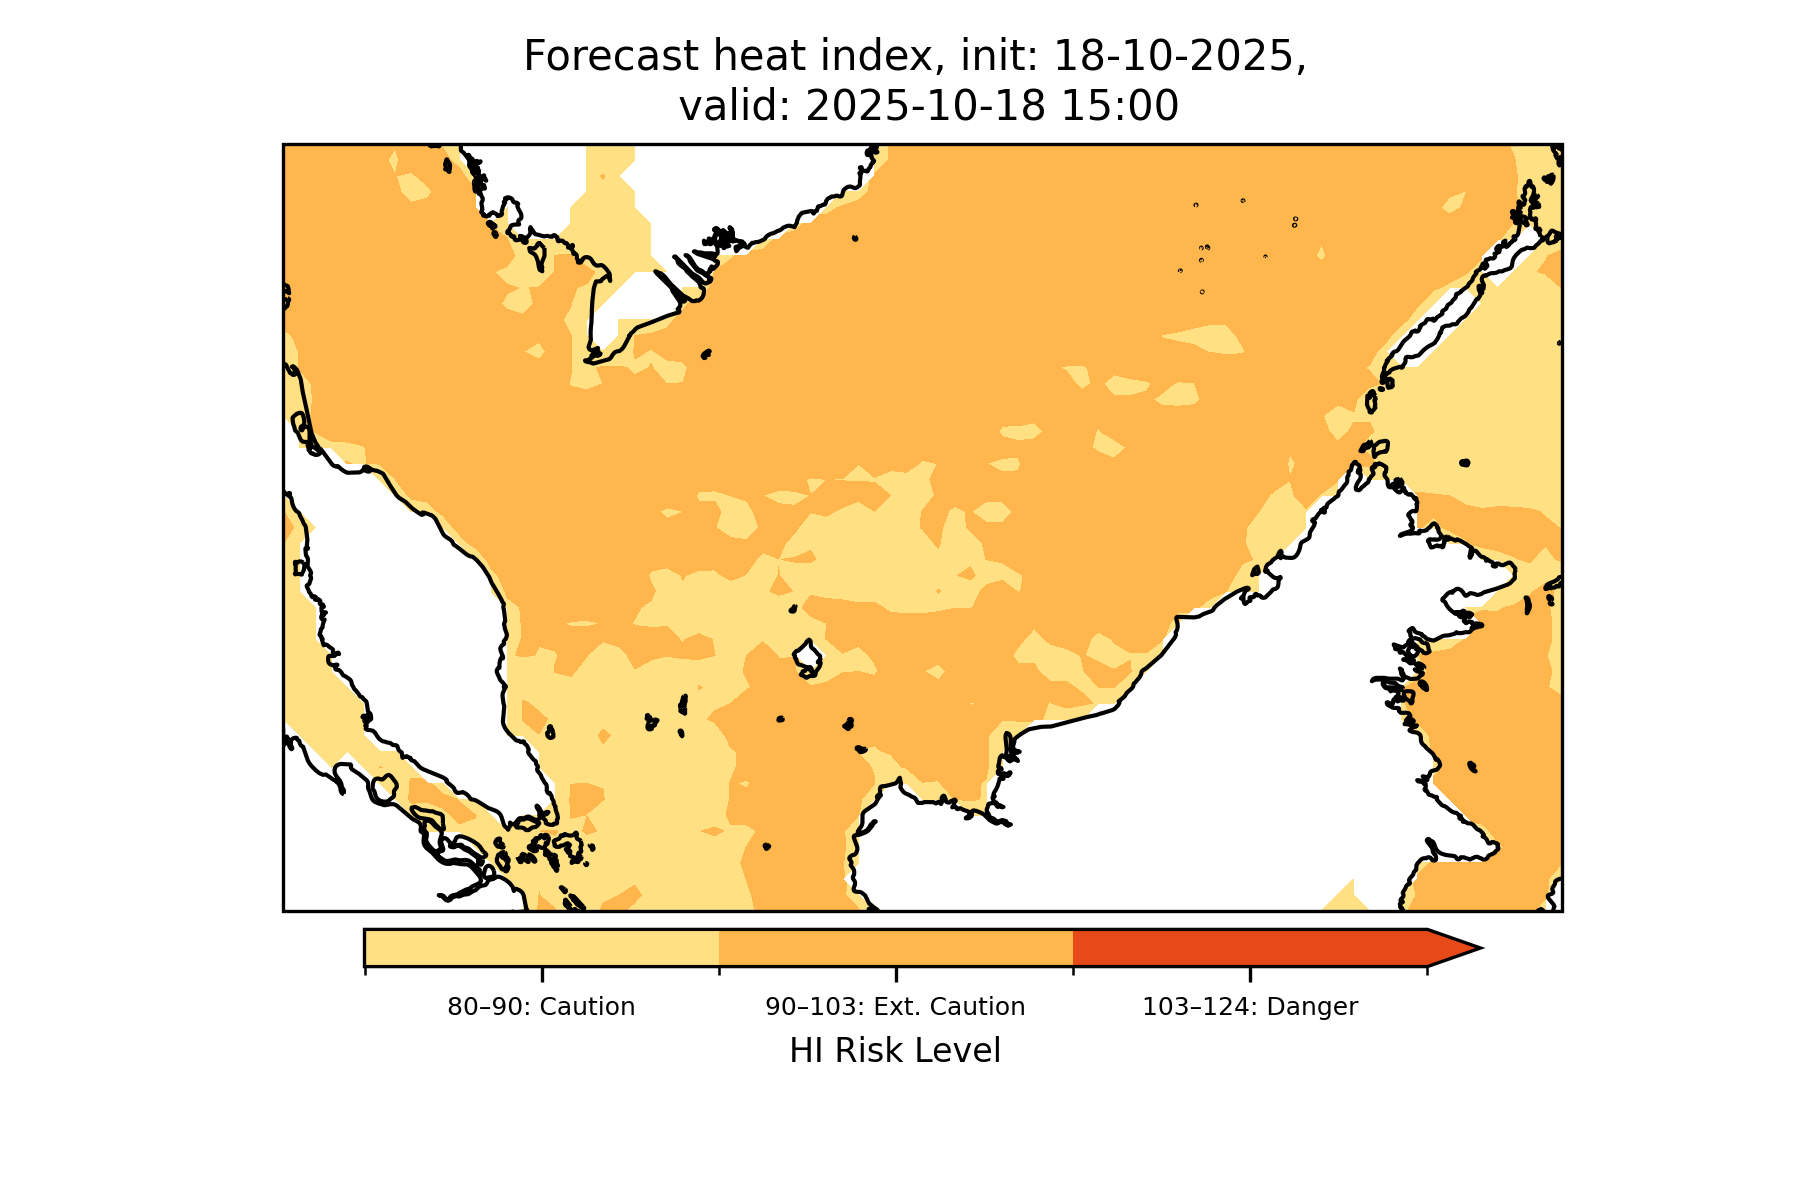 Forecast heat index, init: 18-10-2025,
valid: 2025-10-18 15:00
80–90: Caution
90–103: Ext. Caution
103–124: Danger
HI Risk Level